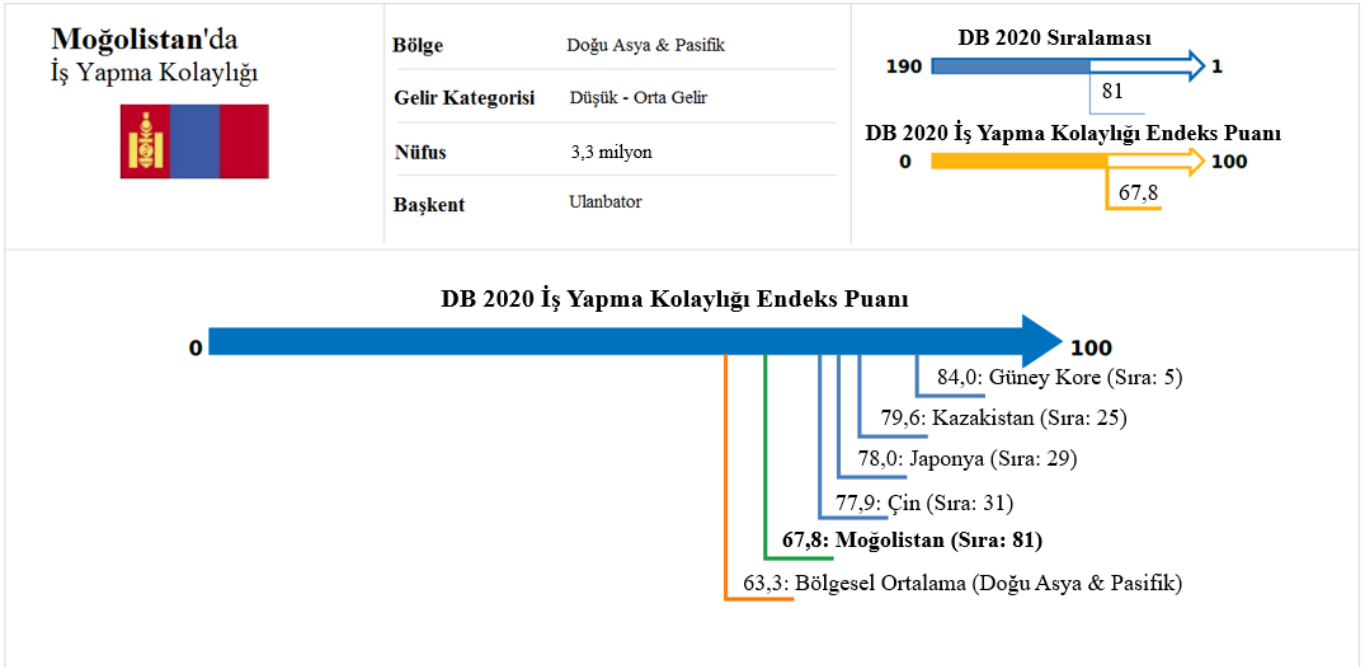 Moğolistan'da
İş Yapma Kolaylığı
Bölge Doğu Asya & Pasifik
Gelir Kategorisi Düşük - Orta Gelir
Nüfus 3,3 milyon
Başkent Ulanbator
DB 2020 Sıralaması
190 1
81
DB 2020 İş Yapma Kolaylığı Endeks Puanı
0 100
67,8
DB 2020 İş Yapma Kolaylığı Endeks Puanı
0 100
84,0: Güney Kore (Sıra: 5)
79,6: Kazakistan (Sıra: 25)
78,0: Japonya (Sıra: 29)
77,9: Çin (Sıra: 31)
67,8: Moğolistan (Sıra: 81)
63,3: Bölgesel Ortalama (Doğu Asya & Pasifik)